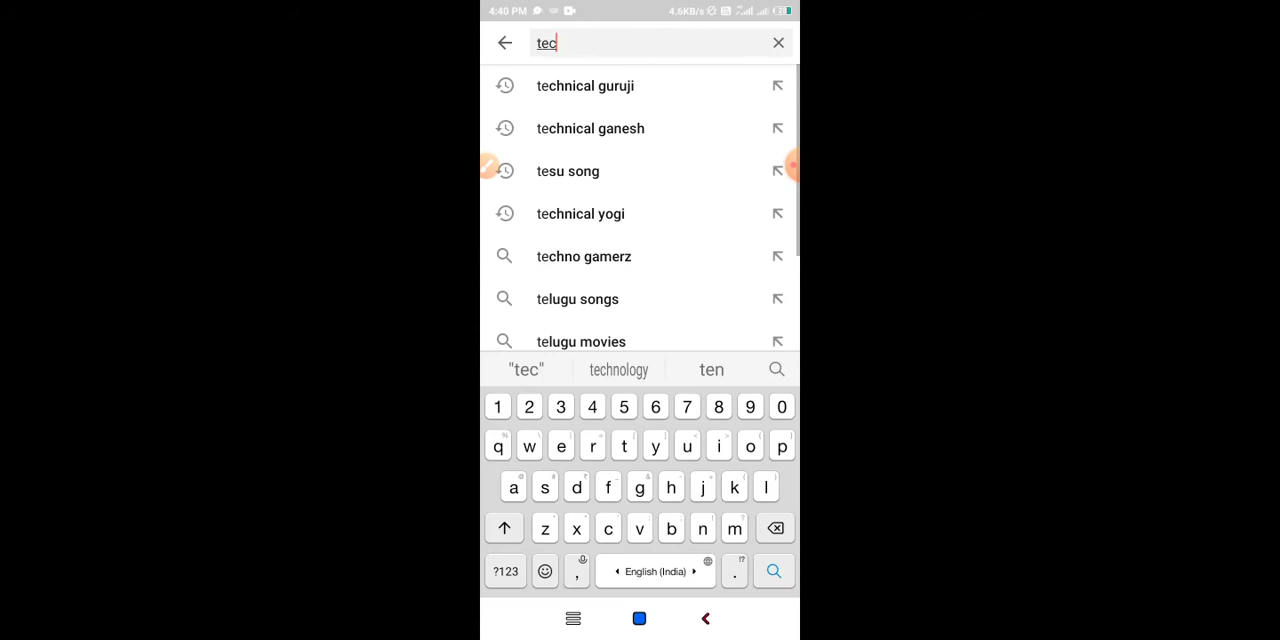 4:40 PM 4.6KB/s
tec
technical guruji
technical ganesh
tesu song
technical yogi
techno gamerz
telugu songs
telugu movies
"tec" technology ten
1 2 3 4 5 6 7 8 9 0
q w e r t y u i o p
a s d f g h j k l
z x c v b n m
?123 , English (India) .